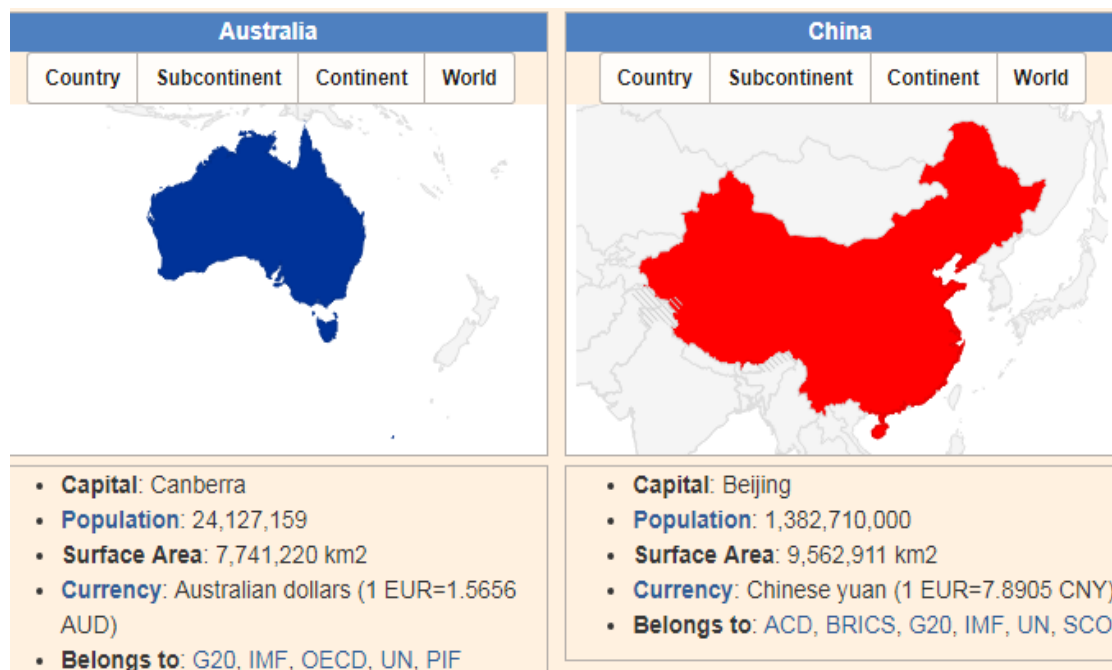 Australia
Country Subcontinent Continent World
• Capital: Canberra
• Population: 24,127,159
• Surface Area: 7,741,220 km2
• Currency: Australian dollars (1 EUR=1.5656
AUD)
• Belongs to: G20, IMF, OECD, UN, PIF
China
Country Subcontinent Continent World
• Capital: Beijing
• Population: 1,382,710,000
• Surface Area: 9,562,911 km2
• Currency: Chinese yuan (1 EUR=7.8905 CNY)
• Belongs to: ACD, BRICS, G20, IMF, UN, SCO